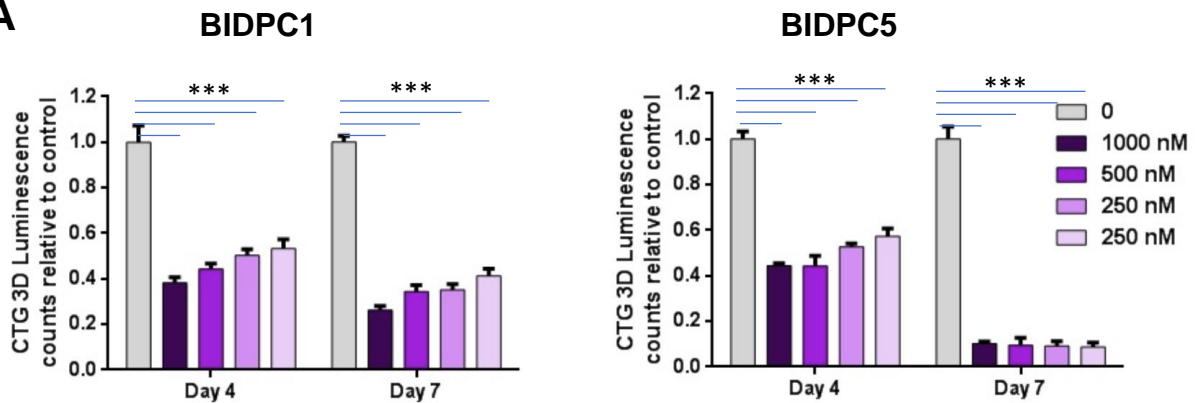 A
BIDPC1
BIDPC5
CTG 3D Luminescence
counts relative to control
1.2
1.0
0.8
0.6
0.4
0.2
0.0
***
***
Day 4
Day 7
CTG 3D Luminescence
counts relative to control
1.2
1.0
0.8
0.6
0.4
0.2
0.0
***
***
Day 4
Day 7
0
1000 nM
500 nM
250 nM
250 nM